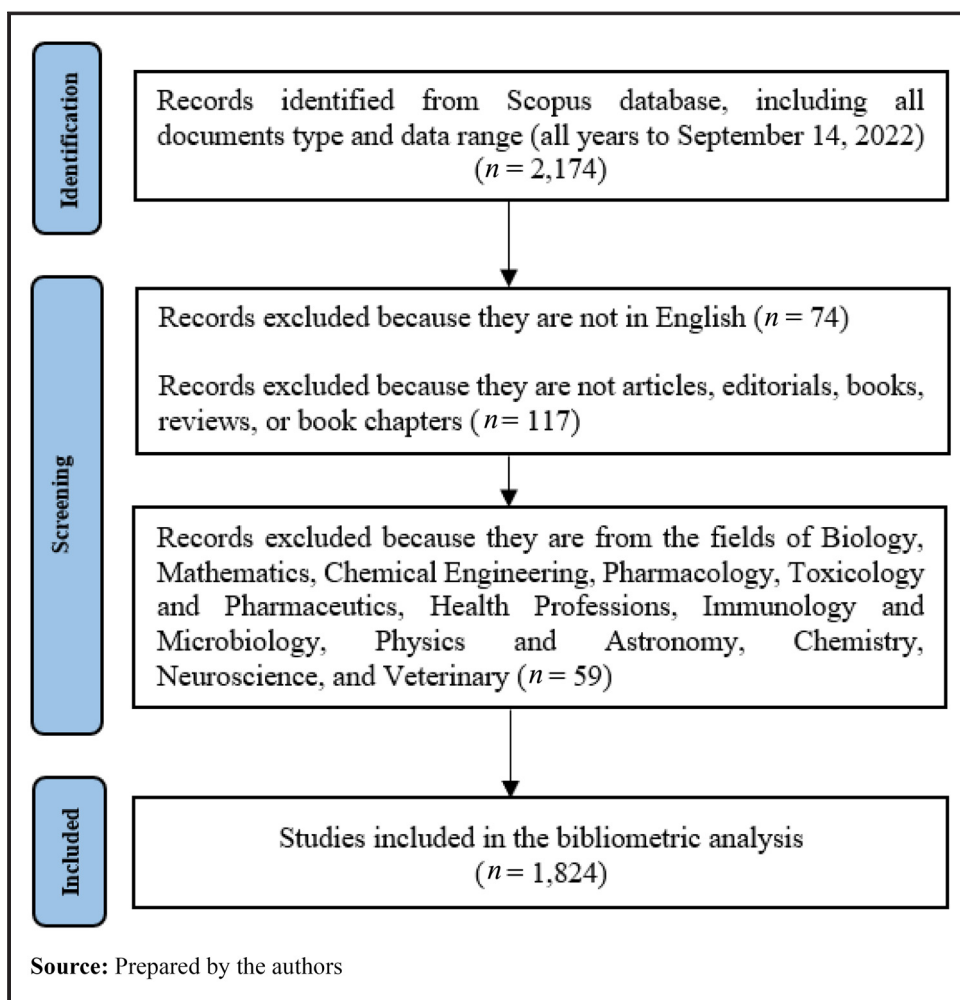 Identification
Records identified from Scopus database, including all
documents type and data range (all years to September 14, 2022)
(n = 2,174)
Screening
Records excluded because they are not in English (n = 74)
Records excluded because they are not articles, editorials, books,
reviews, or book chapters (n = 117)
Records excluded because they are from the fields of Biology,
Mathematics, Chemical Engineering, Pharmacology, Toxicology
and Pharmaceutics, Health Professions, Immunology and
Microbiology, Physics and Astronomy, Chemistry,
Neuroscience, and Veterinary (n = 59)
Included
Studies included in the bibliometric analysis
(n = 1,824)
Source: Prepared by the authors